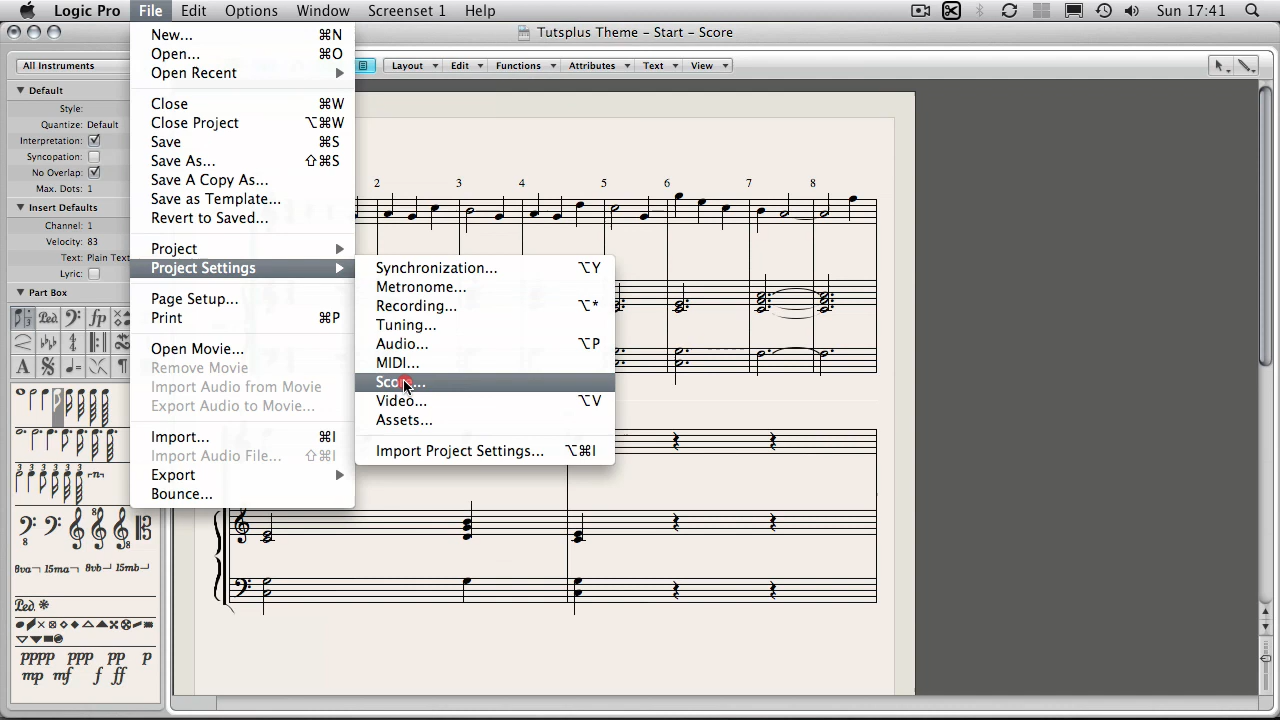 Logic Pro File Edit Options Window Screenset 1 Help Sun 17:41
Tutsplus Theme – Start – Score
All Instruments
Layout Edit Functions Attributes Text View
New... ⌘N
Open... ⌘O
Open Recent
Close ⌘W
Close Project ⌥⌘W
Save ⌘S
Save As... ⇧⌘S
Save A Copy As...
Save as Template...
Revert to Saved...
Project
Project Settings
Page Setup...
Print ⌘P
Open Movie...
Remove Movie
Import Audio from Movie
Export Audio to Movie...
Import... ⌘I
Import Audio File... ⇧⌘I
Export
Bounce...
Synchronization... ⌥Y
Metronome...
Recording... ⌥*
Tuning...
Audio... ⌥P
MIDI...
Video... ⌥V
Assets...
Import Project Settings... ⌥⌘I
Default
Style:
Quantize: Default
Interpretation:
Syncopation:
No Overlap:
Max. Dots: 1
Insert Defaults
Channel: 1
Velocity: 83
Text: Plain Text
Lyric:
Part Box
2 3 4 5 6 7 8
8va 15ma 8vb 15mb
Ped.
pppp ppp pp p
mp mf f ff